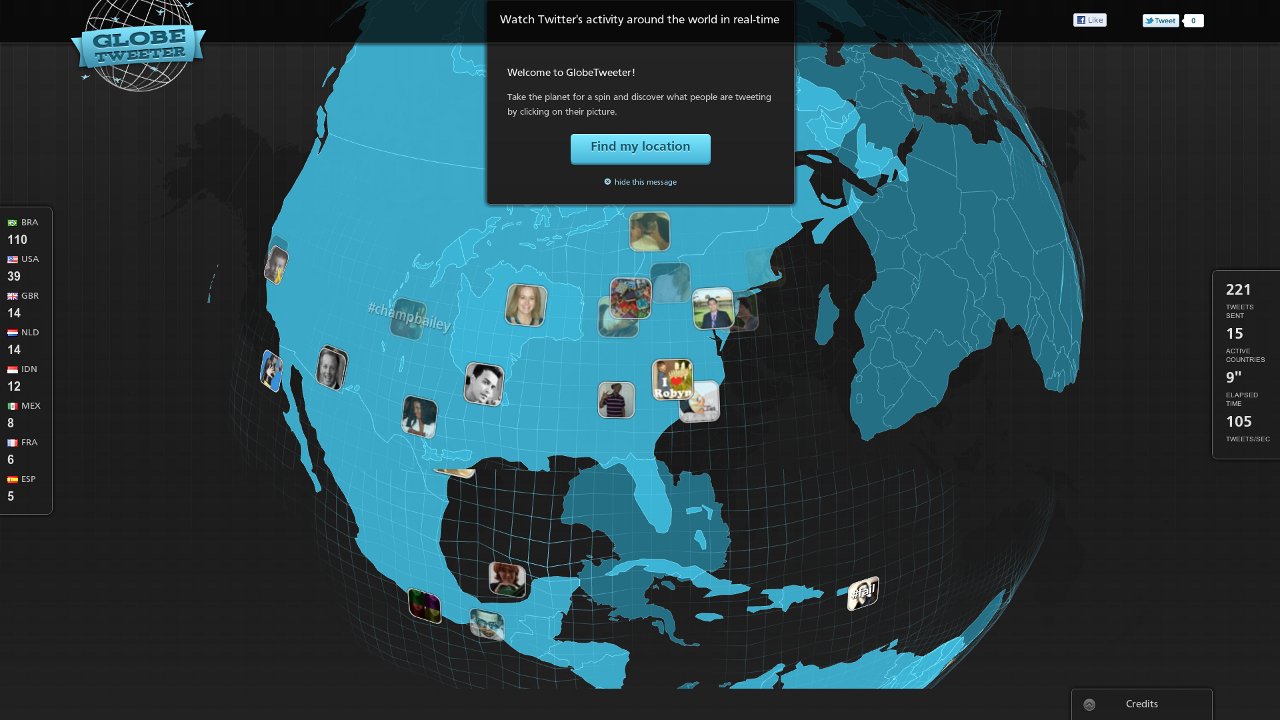 GLOBE
TWEETER
Watch Twitter's activity around the world in real-time
Like
Tweet
0
Welcome to GlobeTweeter!
Take the planet for a spin and discover what people are tweeting
by clicking on their picture.
Find my location
hide this message
BRA
110
USA
39
GBR
14
NLD
14
IDN
12
MEX
8
FRA
6
ESP
5
#champbailey
I
Robyn
221
TWEETS
SENT
15
ACTIVE
COUNTRIES
9"
ELAPSED
TIME
105
TWEETS/SEC
Credits